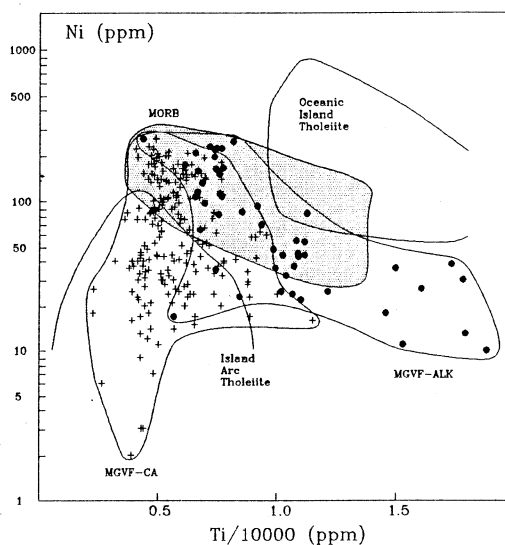 Ni (ppm)
1000
500
100
50
10
5
1
MORB
Oceanic
Island
Tholeiite
Island
Arc
Tholeiite
MGVF-ALK
MGVF-CA
0.5
1.0
1.5
Ti/10000 (ppm)